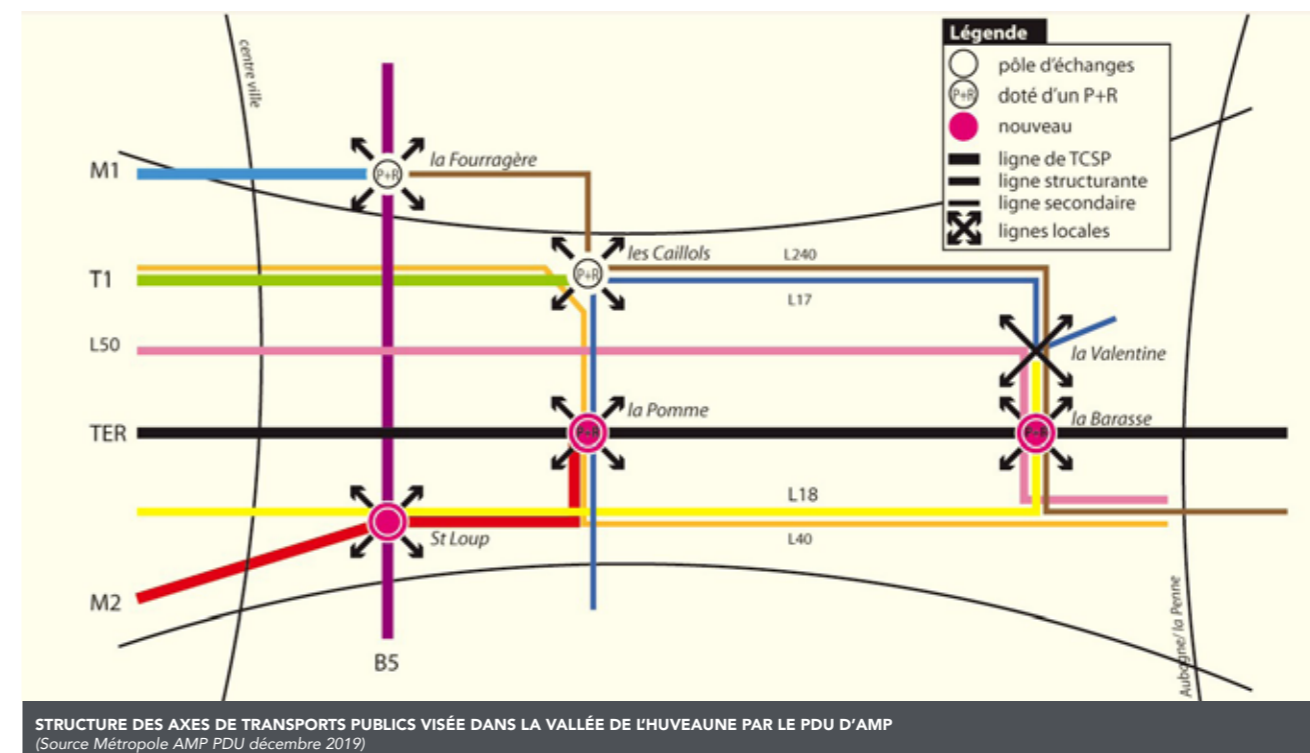 centre ville
Légende
pôle d'échanges
P+R
doté d'un P+R
nouveau
ligne de TCSP
ligne structurante
ligne secondaire
lignes locales
M1
P+R
la Fourragère
les Caillols
P+R
L240
T1
L17
L50
la Valentine
la Pomme
P+R
TER
la Barasse
P+R
L18
St Loup
L40
M2
B5
Aubagne/ la Penne
STRUCTURE DES AXES DE TRANSPORTS PUBLICS VISÉE DANS LA VALLÉE DE L'HUVEAUNE PAR LE PDU D'AMP
(Source Métropole AMP PDU décembre 2019)